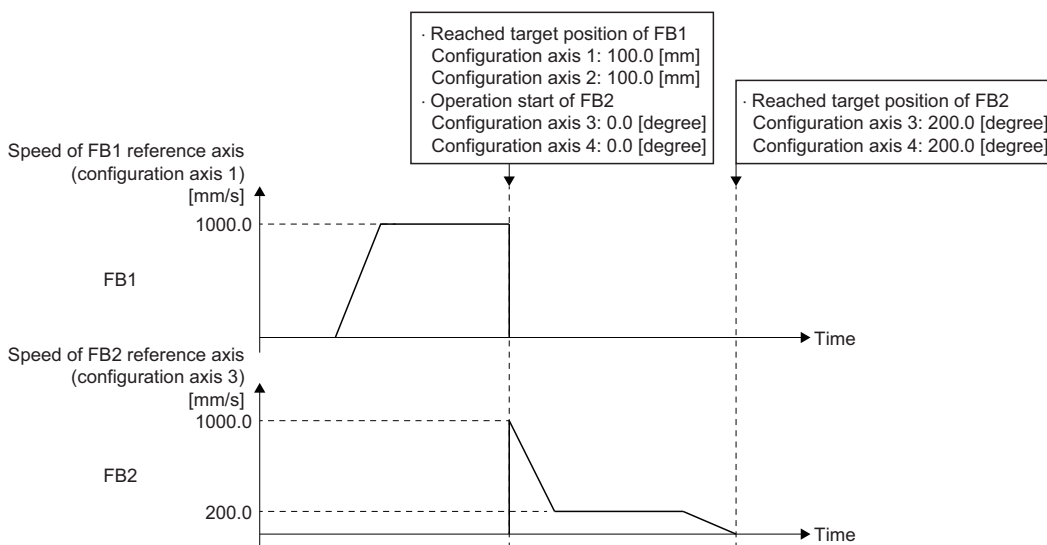 · Reached target position of FB1
Configuration axis 1: 100.0 [mm]
Configuration axis 2: 100.0 [mm]
· Operation start of FB2
Configuration axis 3: 0.0 [degree]
Configuration axis 4: 0.0 [degree]
· Reached target position of FB2
Configuration axis 3: 200.0 [degree]
Configuration axis 4: 200.0 [degree]
Speed of FB1 reference axis
(configuration axis 1)
[mm/s]
1000.0
FB1
Time
Speed of FB2 reference axis
(configuration axis 3)
[mm/s]
1000.0
FB2
200.0
Time